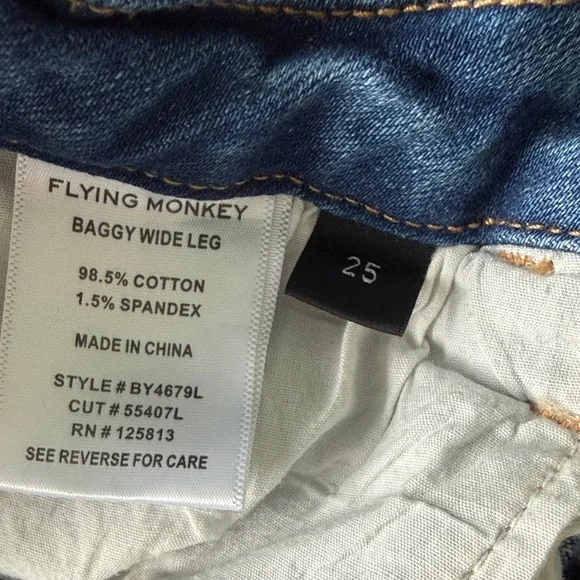 FLYING MONKEY
BAGGY WIDE LEG
98.5% COTTON
1.5% SPANDEX
MADE IN CHINA
STYLE # BY4679L
CUT # 55407L
RN # 125813
SEE REVERSE FOR CARE
25